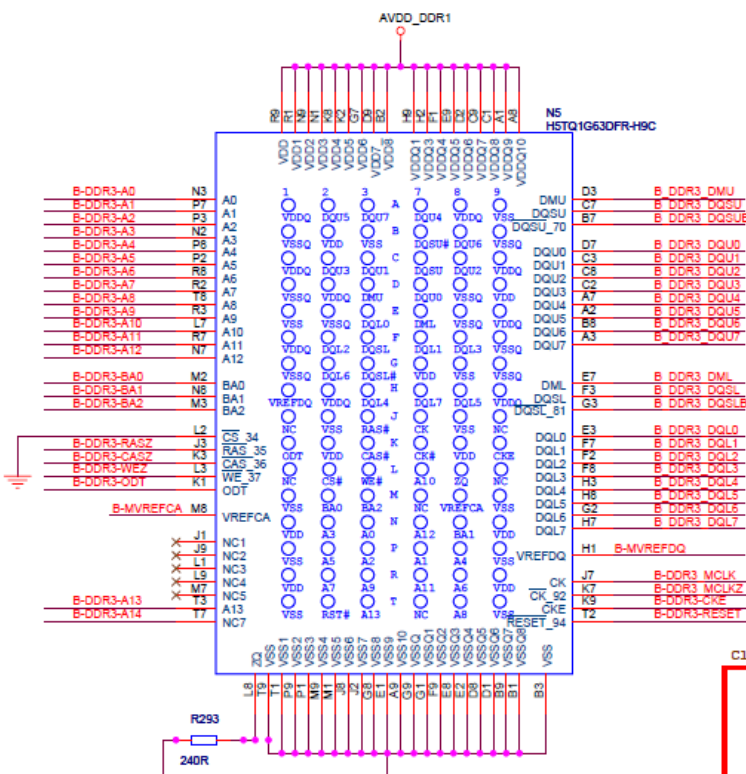 AVDD_DDR1
N5
H5TQ1G63DFR-H9C
R9 R1 N9 N1 K8 K2 G7 D9 B2 H9 H2 F1 E9 D2 C9 C1 A1 A8
VDD VDD1 VDD2 VDD3 VDD4 VDD5 VDD6 VDD7 VDD8 VDDQ1 VDDQ3 VDDQ4 VDDQ5 VDDQ6 VDDQ7 VDDQ8 VDDQ9 VDDQ10
B-DDR3-A0 N3 A0
B-DDR3-A1 P7 A1
B-DDR3-A2 P3 A2
B-DDR3-A3 N2 A3
B-DDR3-A4 P8 A4
B-DDR3-A5 P2 A5
B-DDR3-A6 R8 A6
B-DDR3-A7 R2 A7
B-DDR3-A8 T8 A8
B-DDR3-A9 R3 A9
B-DDR3-A10 L7 A10
B-DDR3-A11 R7 A11
B-DDR3-A12 N7 A12
B-DDR3-BA0 M2 BA0
B-DDR3-BA1 N8 BA1
B-DDR3-BA2 M3 BA2
L2 CS_34
B-DDR3-RASZ J3 RAS_35
B-DDR3-CASZ K3 CAS_36
B-DDR3-WEZ L3 WE_37
B-DDR3-ODT K1 ODT
B-MVREFCA M8 VREFCA
J1 NC1
J9 NC2
L1 NC3
L9 NC4
M7 NC5
B-DDR3-A13 T3 A13
B-DDR3-A14 T7 NC7
1 2 3 7 8 9
A
VDDQ DQU5 DQU7 DQU4 VDDQ VSS
B
VSSQ VDD VSS DQSU# DQU6 VSSQ
C
VDDQ DQU3 DQU1 DQSU DQU2 VDDQ
D
VSSQ VDDQ DMU DQU0 VSSQ VDD
E
VSS VSSQ DQL0 DML VSSQ VDDQ
F
VDDQ DQL2 DQSL DQL1 DQL3 VSSQ
G
VSSQ DQL6 DQSL# VDD VSS VSSQ
H
VREFDQ VDDQ DQL4 DQL7 DQL5 VDDQ
J
NC VSS RAS# CK VSS NC
K
ODT VDD CAS# CK# VDD CKE
L
NC CS# WE# A10 ZQ NC
M
VSS BA0 BA2 NC VREFCA VSS
N
VDD A3 A0 A12 BA1 VDD
P
VSS A5 A2 A1 A4 VSS
R
VDD A7 A9 A11 A6 VDD
T
VSS RST# A13 NC A8 VSS
DMU D3 B_DDR3_DMU
DQSU C7 B_DDR3_DQSU
DQSU_70 B7 B_DDR3_DQSUB
DQU0 D7 B_DDR3_DQU0
DQU1 C3 B_DDR3_DQU1
DQU2 C8 B_DDR3_DQU2
DQU3 C2 B_DDR3_DQU3
DQU4 A7 B_DDR3_DQU4
DQU5 A2 B_DDR3_DQU5
DQU6 B8 B_DDR3_DQU6
DQU7 A3 B_DDR3_DQU7
DML E7 B_DDR3_DML
DQSL F3 B_DDR3_DQSL
DQSL_81 G3 B_DDR3_DQSLB
DQL0 E3 B_DDR3_DQL0
DQL1 F7 B_DDR3_DQL1
DQL2 F2 B_DDR3_DQL2
DQL3 F8 B_DDR3_DQL3
DQL4 H3 B_DDR3_DQL4
DQL5 H8 B_DDR3_DQL5
DQL6 G2 B_DDR3_DQL6
DQL7 H7 B_DDR3_DQL7
VREFDQ H1 B-MVREFDQ
CK J7 B-DDR3_MCLK
CK_92 K7 B-DDR3_MCLKZ
CKE K9 B-DDR3-CKE
RESET_94 T2 B-DDR3-RESET
ZQ VSS VSS1 VSS2 VSS3 VSS4 VSS5 VSS6 VSS7 VSS8 VSS9 VSS10 VSSQ VSSQ1 VSSQ2 VSSQ3 VSSQ4 VSSQ5 VSSQ6 VSSQ7 VSSQ8 VSS
L8 T9 T1 P9 P1 M9 M1 J8 J2 G8 E1 A9 G9 G1 F9 E8 E2 D8 D1 B9 B1 B3
C1
R293
240R